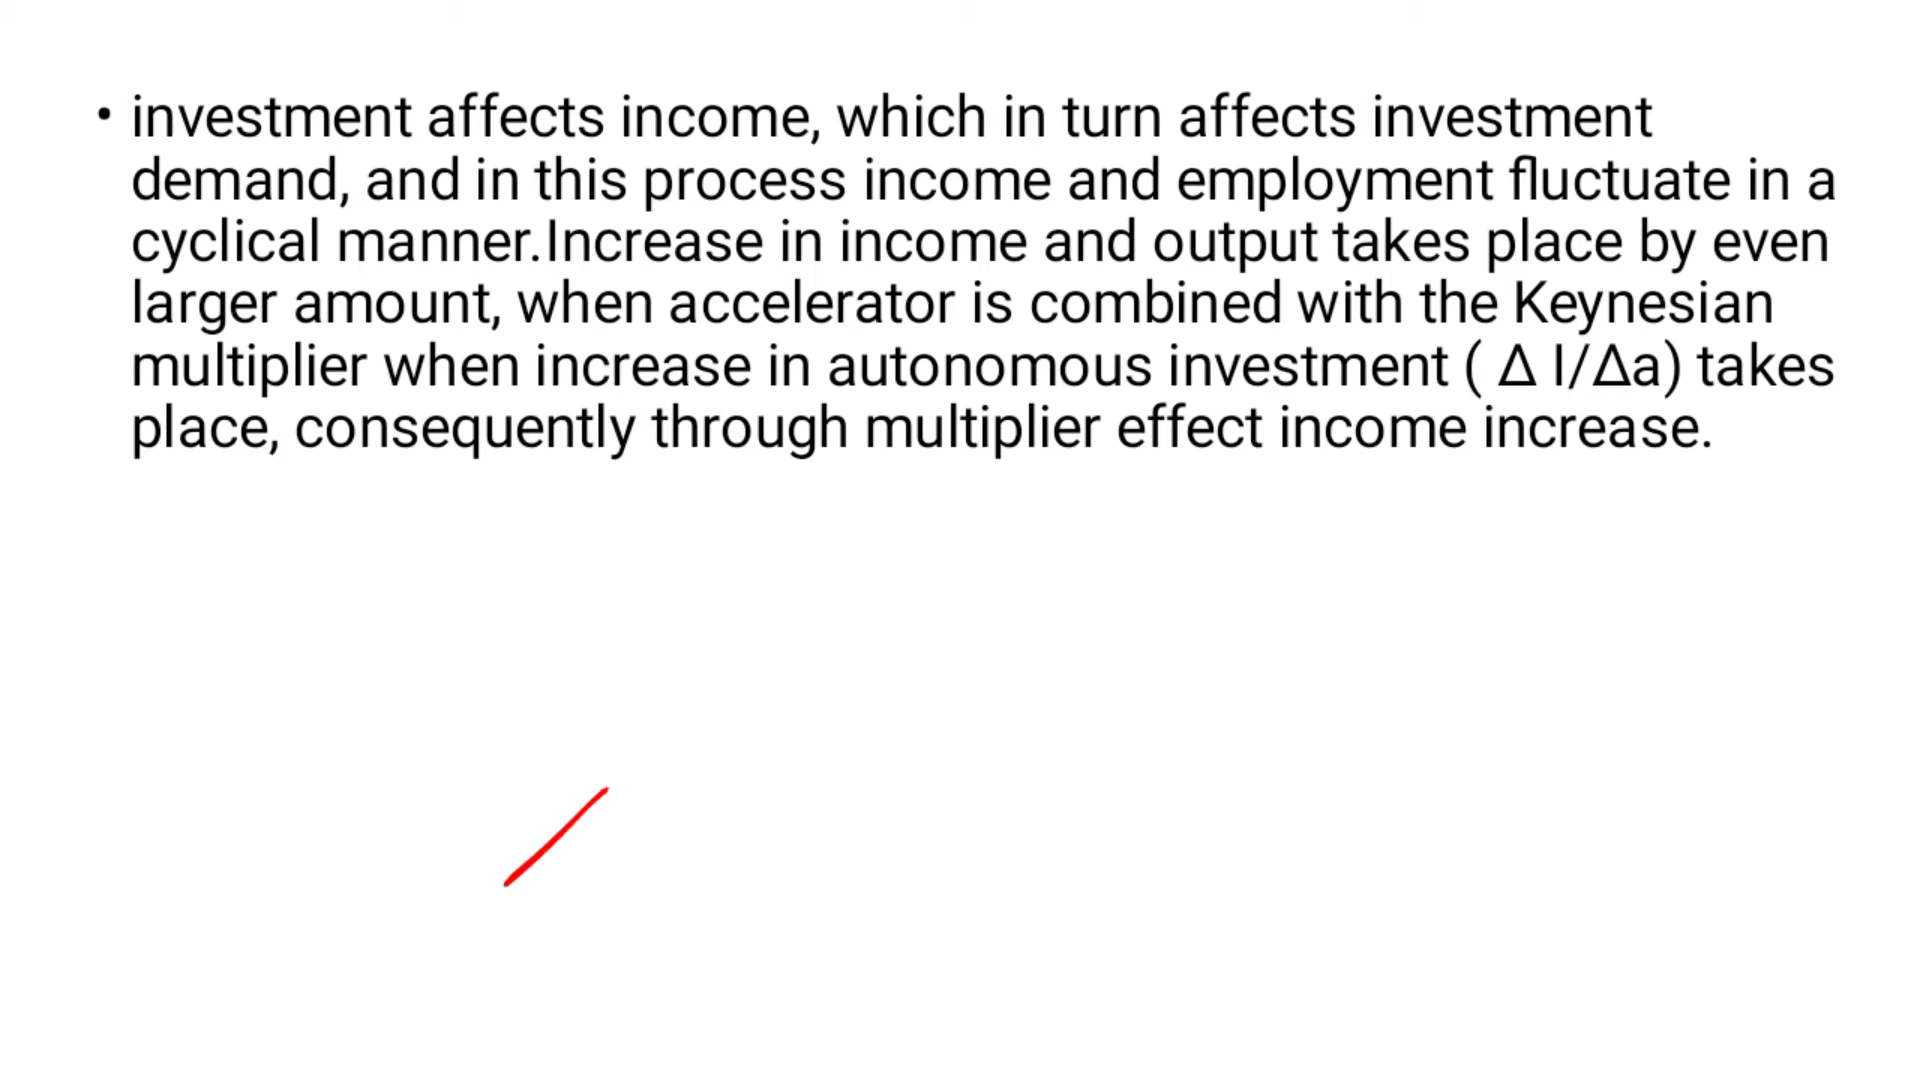 • investment affects income, which in turn affects investment
demand, and in this process income and employment fluctuate in a
cyclical manner.Increase in income and output takes place by even
larger amount, when accelerator is combined with the Keynesian
multiplier when increase in autonomous investment ( Δ I/Δa) takes
place, consequently through multiplier effect income increase.